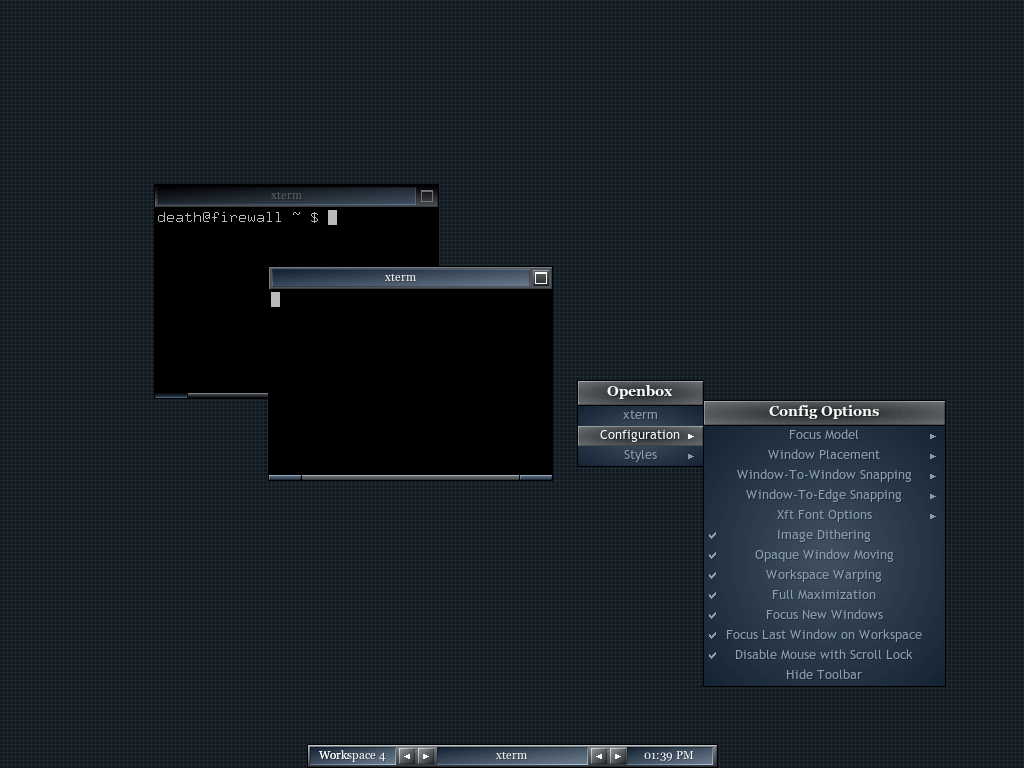 xterm
death@firewall ~ $
xterm
Openbox
xterm
Configuration
Styles
Config Options
Focus Model
Window Placement
Window-To-Window Snapping
Window-To-Edge Snapping
Xft Font Options
Image Dithering
Opaque Window Moving
Workspace Warping
Full Maximization
Focus New Windows
Focus Last Window on Workspace
Disable Mouse with Scroll Lock
Hide Toolbar
Workspace 4 xterm 01:39 PM